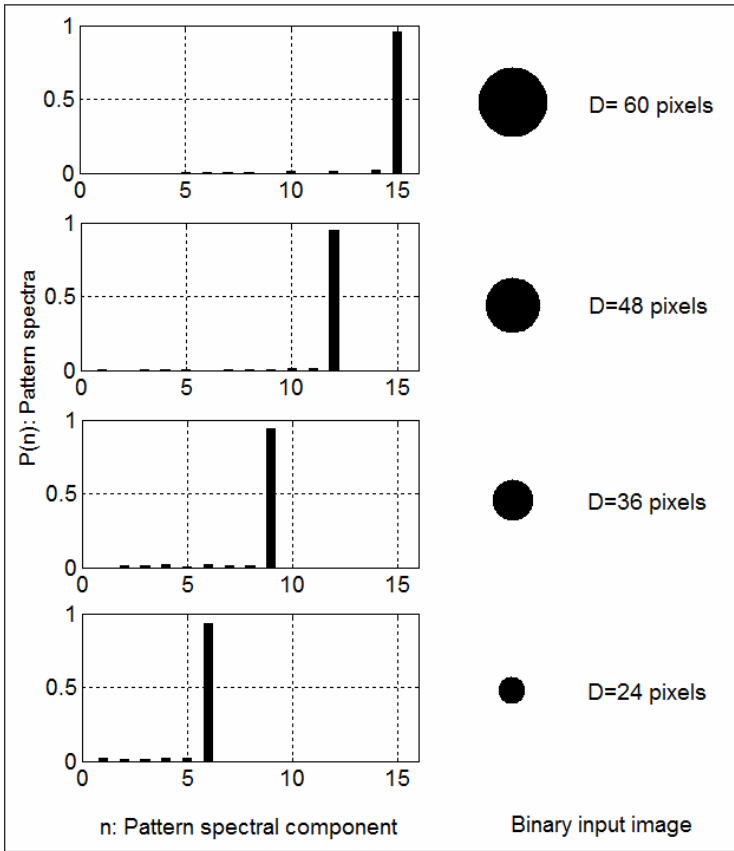 1
0.5
0
0 5 10 15
D= 60 pixels
1
0.5
0
0 5 10 15
D=48 pixels
P(n): Pattern spectra
1
0.5
0
0 5 10 15
D=36 pixels
1
0.5
0
0 5 10 15
D=24 pixels
n: Pattern spectral component
Binary input image